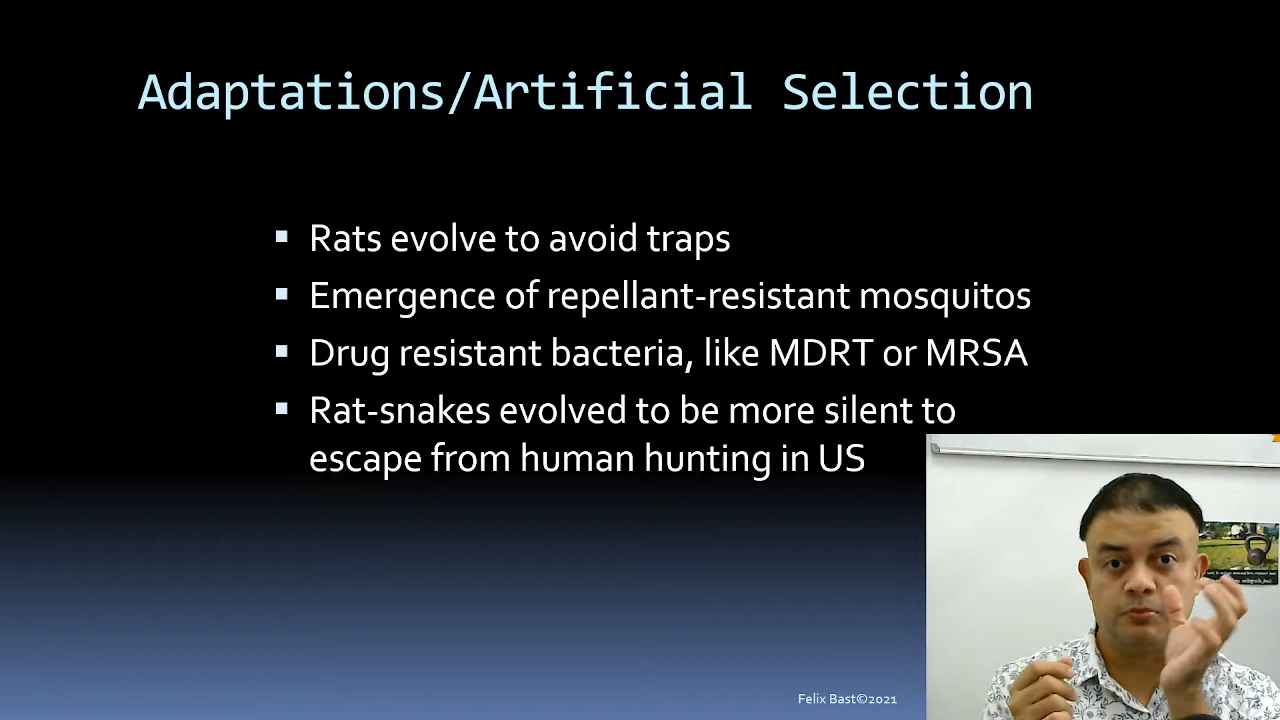 Adaptations/Artificial Selection
▪ Rats evolve to avoid traps
▪ Emergence of repellant-resistant mosquitos
▪ Drug resistant bacteria, like MDRT or MRSA
▪ Rat-snakes evolved to be more silent to
escape from human hunting in US
Felix Bast©2021